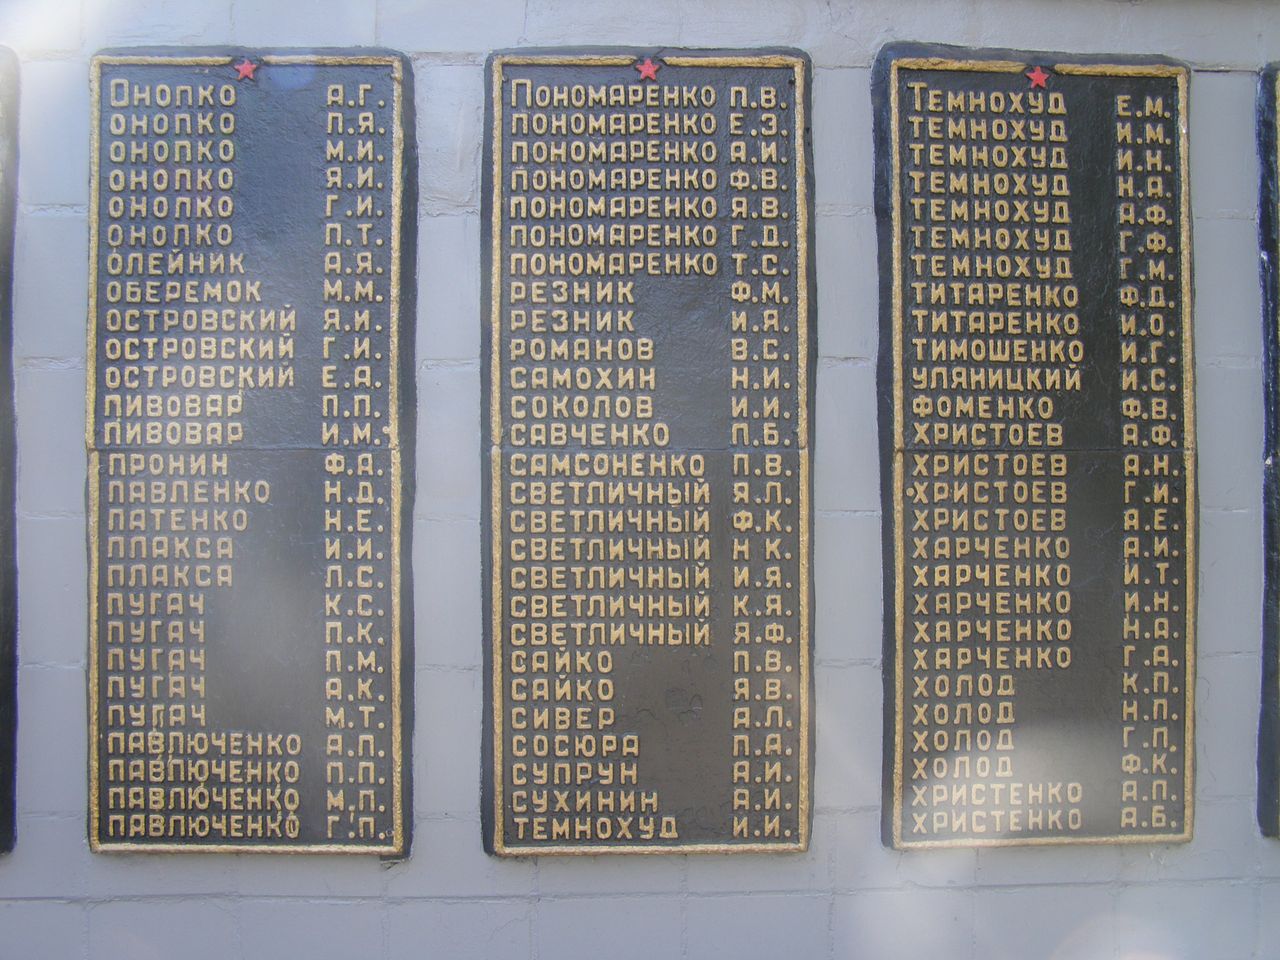 Онопко А.Г.
Онопко П.Я.
Онопко М.И.
Онопко Я.И.
Онопко Г.И.
Онопко П.Т.
Олейник А.Я.
Оберемок М.М.
Островский Я.И.
Островский Г.И.
Островский Е.А.
Пивовар П.П.
Пивовар И.М.
Пронин Ф.Д.
Павленко Н.Д.
Патенко Н.Е.
Плакса И.И.
Плакса П.С.
Пугач К.С.
Пугач П.К.
Пугач П.М.
Пугач А.К.
Пугач М.Т.
Павлюченко А.П.
Павлюченко П.П.
Павлюченко М.П.
Павлюченко Г.П.
Пономаренко П.В.
Пономаренко Е.З.
Пономаренко А.И.
Пономаренко Ф.В.
Пономаренко Я.В.
Пономаренко Г.Д.
Пономаренко Т.С.
Резник Ф.М.
Резник И.Я.
Романов В.С.
Самохин Н.И.
Соколов И.И.
Савченко П.Б.
Самсоненко П.В.
Светличный Я.Л.
Светличный Ф.К.
Светличный Н К.
Светличный И.Я.
Светличный К.Я.
Светличный Я.Ф.
Сайко П.В.
Сайко Я.В.
Сивер А.Л.
Сосюра П.А.
Супрун А.И.
Сухинин А.И.
Темнохуд И.И.
Темнохуд Е.М.
Темнохуд И.М.
Темнохуд И.Н.
Темнохуд Н.А.
Темнохуд А.Ф.
Темнохуд Г.Ф.
Темнохуд Г.М.
Титаренко Ф.Д.
Титаренко И.О.
Тимошенко И.Г.
Уляницкий И.С.
Фоменко Ф.В.
Христоев А.Ф.
Христоев А.Н.
Христоев Г.И.
Христоев А.Е.
Харченко А.И.
Харченко И.Т.
Харченко И.Н.
Харченко Н.А.
Харченко Г.А.
Холод К.П.
Холод Н.П.
Холод Г.П.
Холод Ф.К.
Христенко А.П.
Христенко А.Б.